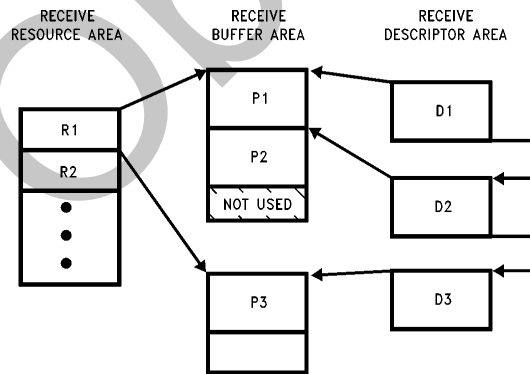 RECEIVE
RESOURCE AREA
RECEIVE
BUFFER AREA
RECEIVE
DESCRIPTOR AREA
R1
R2
P1
P2
NOT USED
P3
D1
D2
D3